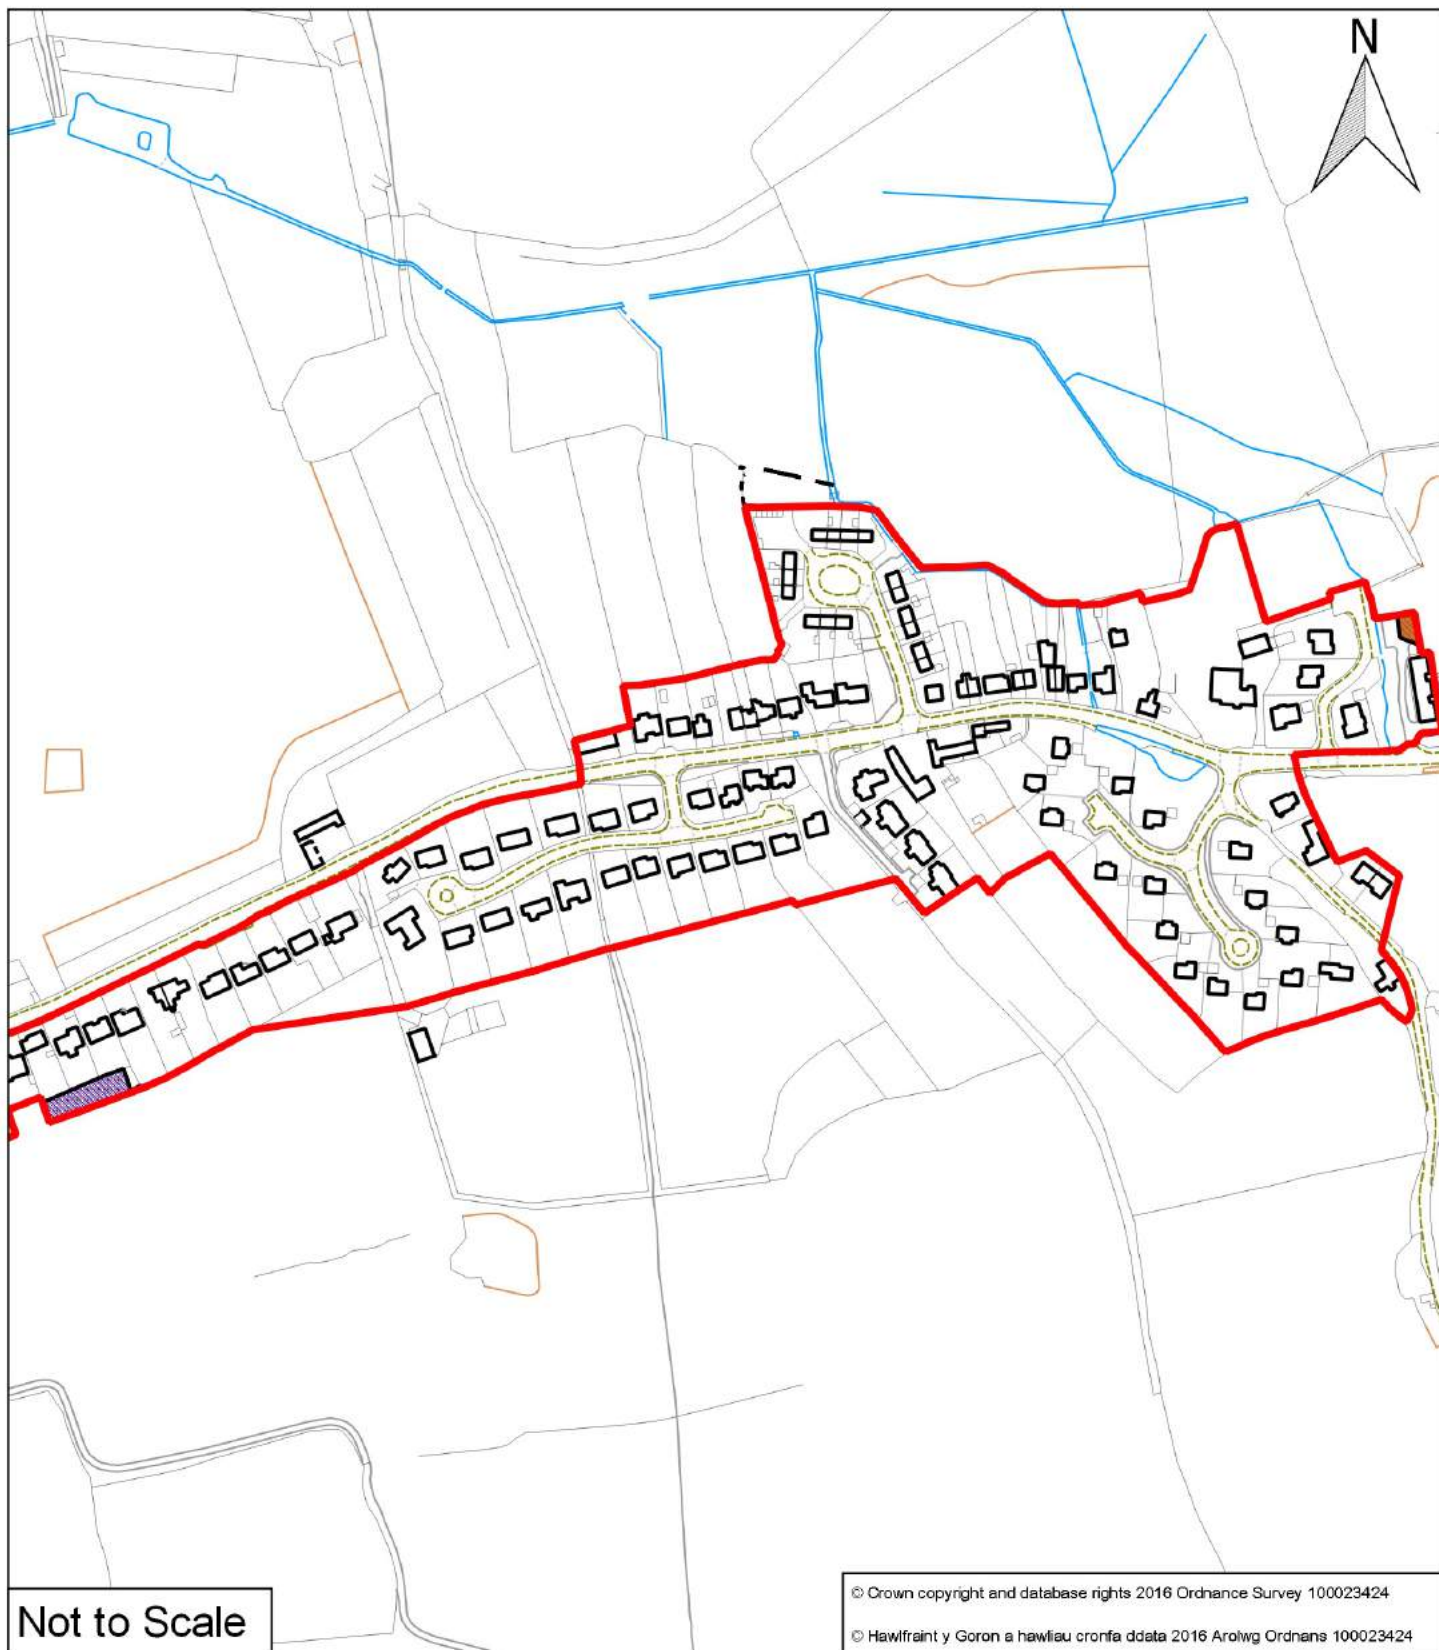 N
Not to Scale
© Crown copyright and database rights 2016 Ordnance Survey 100023424
© Hawlfraint y Goron a hawliau cronfa ddata 2016 Arolwg Ordnans 100023424